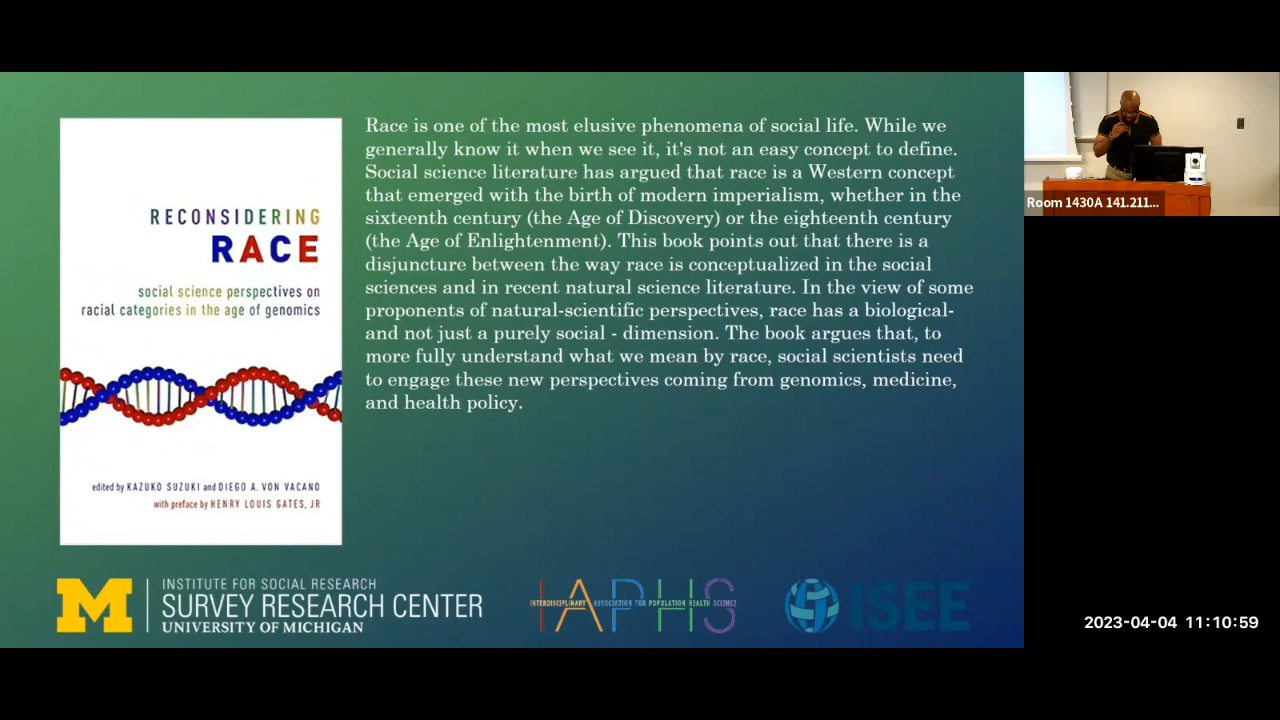 RECONSIDERING
RACE
social science perspectives on
racial categories in the age of genomics
edited by KAZUKO SUZUKI and DIEGO A. VON VACANO
with preface by HENRY LOUIS GATES, JR
Race is one of the most elusive phenomena of social life. While we
generally know it when we see it, it's not an easy concept to define.
Social science literature has argued that race is a Western concept
that emerged with the birth of modern imperialism, whether in the
sixteenth century (the Age of Discovery) or the eighteenth century
(the Age of Enlightenment). This book points out that there is a
disjuncture between the way race is conceptualized in the social
sciences and in recent natural science literature. In the view of some
proponents of natural-scientific perspectives, race has a biological-
and not just a purely social - dimension. The book argues that, to
more fully understand what we mean by race, social scientists need
to engage these new perspectives coming from genomics, medicine,
and health policy.
Room 1430A 141.211...
M
INSTITUTE FOR SOCIAL RESEARCH
SURVEY RESEARCH CENTER
UNIVERSITY OF MICHIGAN
IAPHS
INTERDISCIPLINARY ASSOCIATION FOR POPULATION HEALTH SCIENCE
ISEE
2023-04-04 11:10:59